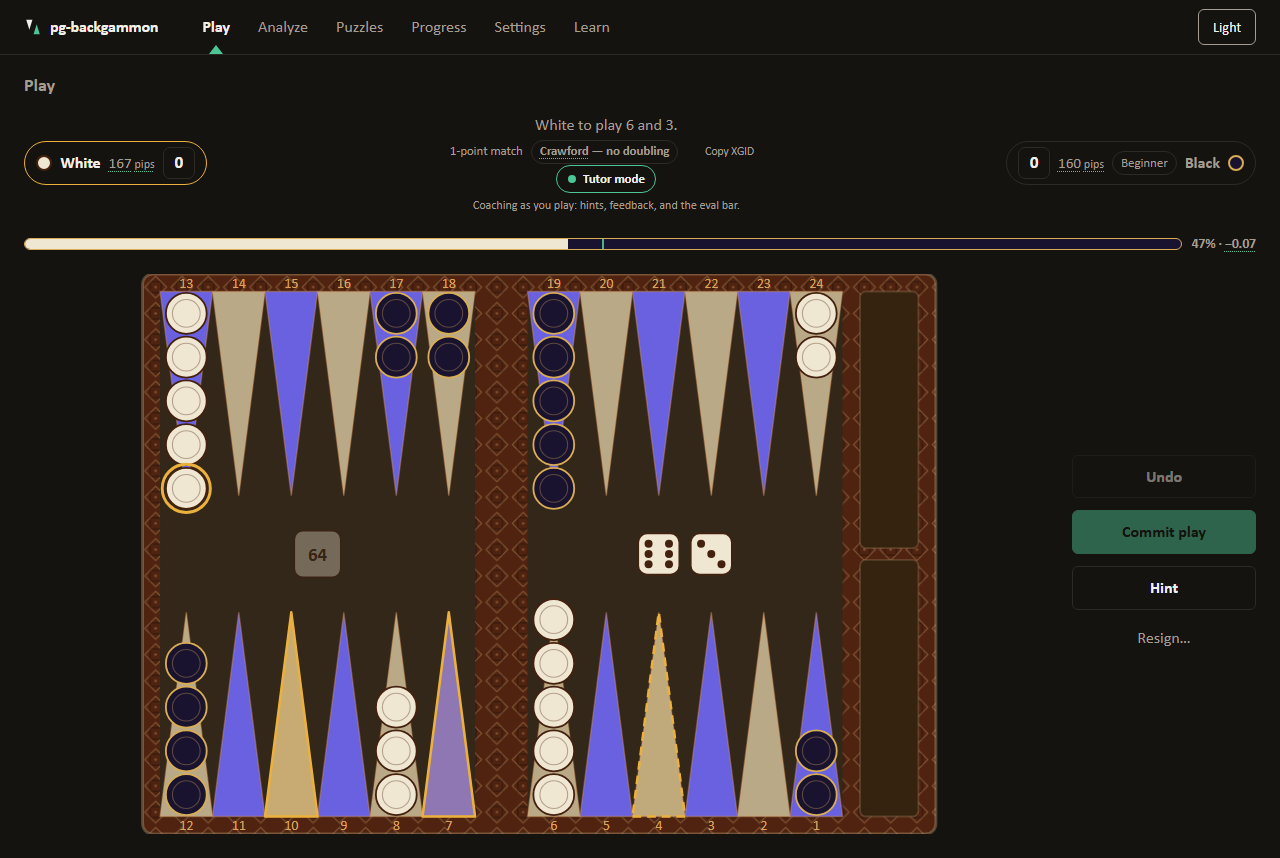 pg-backgammon Play Analyze Puzzles Progress Settings Learn Light
Play
White to play 6 and 3.
White 167 pips 0
1-point match Crawford — no doubling Copy XGID
Tutor mode
Coaching as you play: hints, feedback, and the eval bar.
0 160 pips Beginner Black
47% · −0.07
13 14 15 16 17 18 19 20 21 22 23 24
64
12 11 10 9 8 7 6 5 4 3 2 1
Undo
Commit play
Hint
Resign...